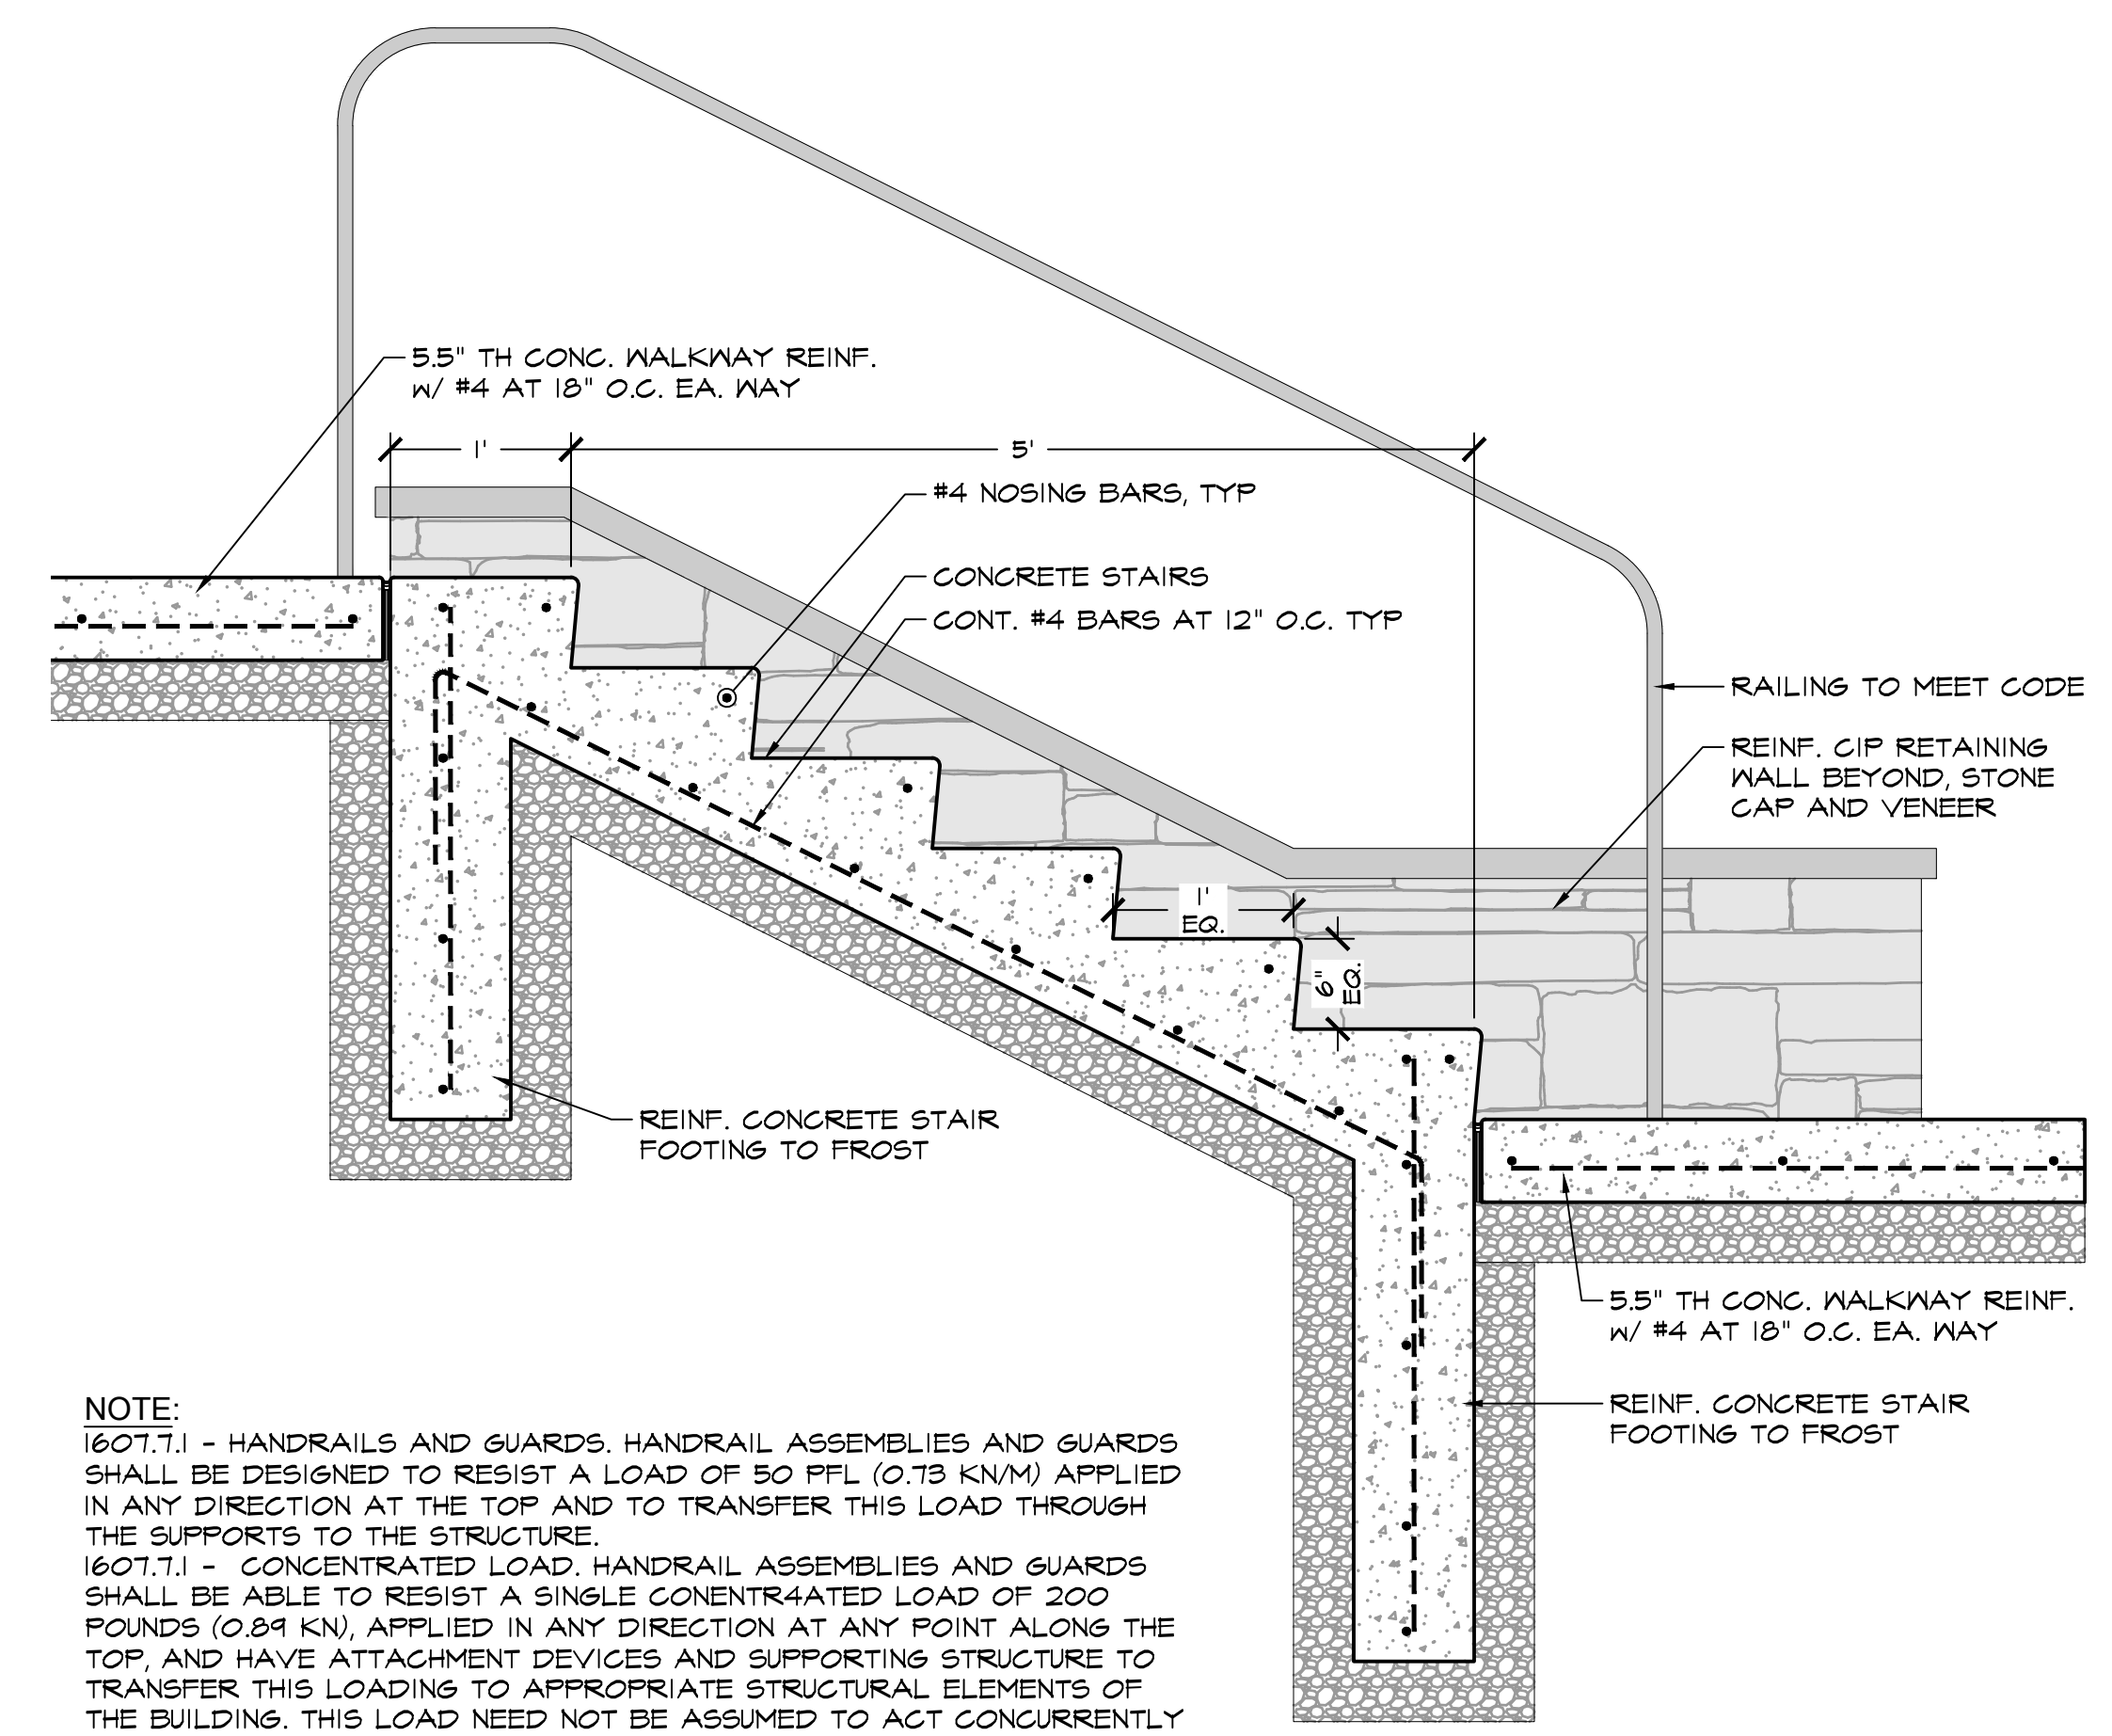 5.5" TH CONC. WALKWAY REINF.
w/ #4 AT 18" O.C. EA. WAY
1'
5'
#4 NOSING BARS, TYP
CONCRETE STAIRS
CONT. #4 BARS AT 12" O.C. TYP
RAILING TO MEET CODE
REINF. CIP RETAINING
WALL BEYOND, STONE
CAP AND VENEER
1'
EQ.
6"
EQ.
REINF. CONCRETE STAIR
FOOTING TO FROST
5.5" TH CONC. WALKWAY REINF.
w/ #4 AT 18" O.C. EA. WAY
REINF. CONCRETE STAIR
FOOTING TO FROST
NOTE:
1607.7.1 - HANDRAILS AND GUARDS. HANDRAIL ASSEMBLIES AND GUARDS
SHALL BE DESIGNED TO RESIST A LOAD OF 50 PFL (0.73 KN/M) APPLIED
IN ANY DIRECTION AT THE TOP AND TO TRANSFER THIS LOAD THROUGH
THE SUPPORTS TO THE STRUCTURE.
1607.7.1 - CONCENTRATED LOAD. HANDRAIL ASSEMBLIES AND GUARDS
SHALL BE ABLE TO RESIST A SINGLE CONENTR4ATED LOAD OF 200
POUNDS (0.89 KN), APPLIED IN ANY DIRECTION AT ANY POINT ALONG THE
TOP, AND HAVE ATTACHMENT DEVICES AND SUPPORTING STRUCTURE TO
TRANSFER THIS LOADING TO APPROPRIATE STRUCTURAL ELEMENTS OF
THE BUILDING. THIS LOAD NEED NOT BE ASSUMED TO ACT CONCURRENTLY